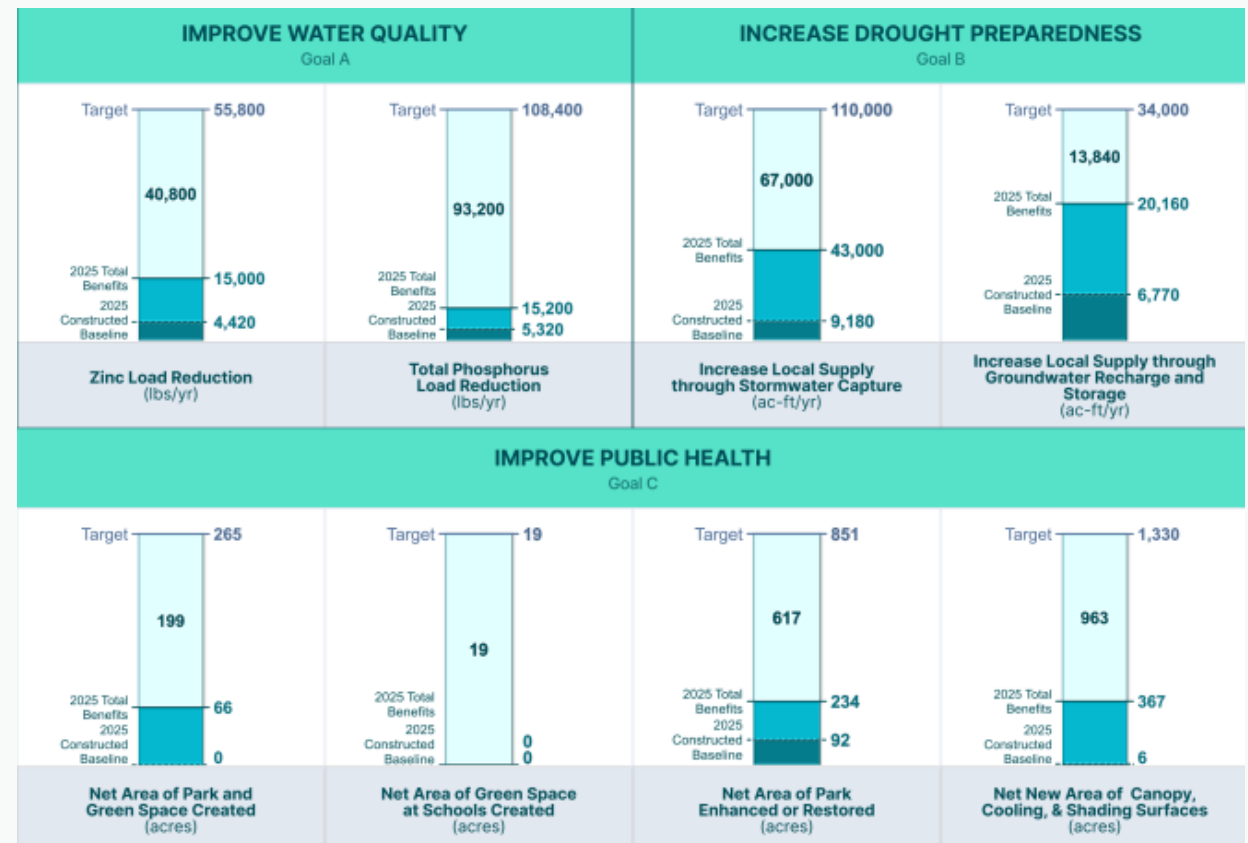 IMPROVE WATER QUALITY
Goal A
Target
55,800
40,800
2025 Total
Benefits
15,000
2025
Constructed
Baseline
4,420
Zinc Load Reduction
(lbs/yr)
Target
108,400
93,200
2025 Total
Benefits
15,200
2025
Constructed
Baseline
5,320
Total Phosphorus
Load Reduction
(lbs/yr)
INCREASE DROUGHT PREPAREDNESS
Goal B
Target
110,000
67,000
2025 Total
Benefits
43,000
2025
Constructed
Baseline
9,180
Increase Local Supply
through Stormwater Capture
(ac-ft/yr)
Target
34,000
13,840
2025 Total
Benefits
20,160
2025
Constructed
Baseline
6,770
Increase Local Supply through
Groundwater Recharge and
Storage
(ac-ft/yr)
IMPROVE PUBLIC HEALTH
Goal C
Target
265
199
2025 Total
Benefits
66
2025
Constructed
Baseline
0
Net Area of Park and
Green Space Created
(acres)
Target
19
19
2025 Total
Benefits
0
2025
Constructed
Baseline
0
Net Area of Green Space
at Schools Created
(acres)
Target
851
617
2025 Total
Benefits
234
2025
Constructed
Baseline
92
Net Area of Park
Enhanced or Restored
(acres)
Target
1,330
963
2025 Total
Benefits
367
2025
Constructed
Baseline
6
Net New Area of Canopy,
Cooling, & Shading Surfaces
(acres)